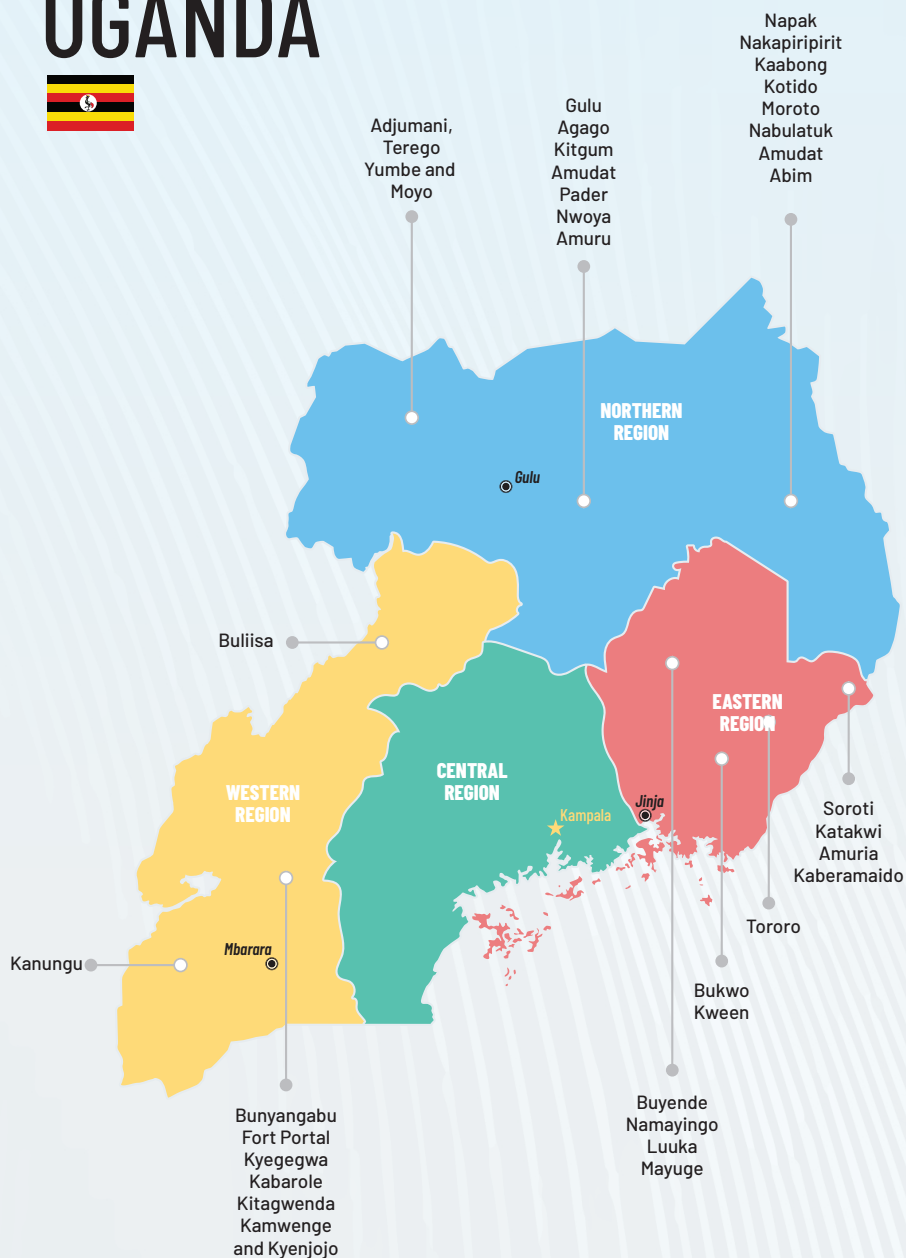 UGANDA
Napak
Nakapiripirit
Kaabong
Kotido
Moroto
Nabulatuk
Amudat
Abim
Gulu
Agago
Kitgum
Amudat
Pader
Nwoya
Amuru
Adjumani,
Terego
Yumbe and
Moyo
NORTHERN
REGION
Gulu
Buliisa
EASTERN
REGION
CENTRAL
REGION
WESTERN
REGION
Jinja
Kampala
Soroti
Katakwi
Amuria
Kaberamaido
Tororo
Mbarara
Kanungu
Bukwo
Kween
Buyende
Namayingo
Luuka
Mayuge
Bunyangabu
Fort Portal
Kyegegwa
Kabarole
Kitagwenda
Kamwenge
and Kyenjojo